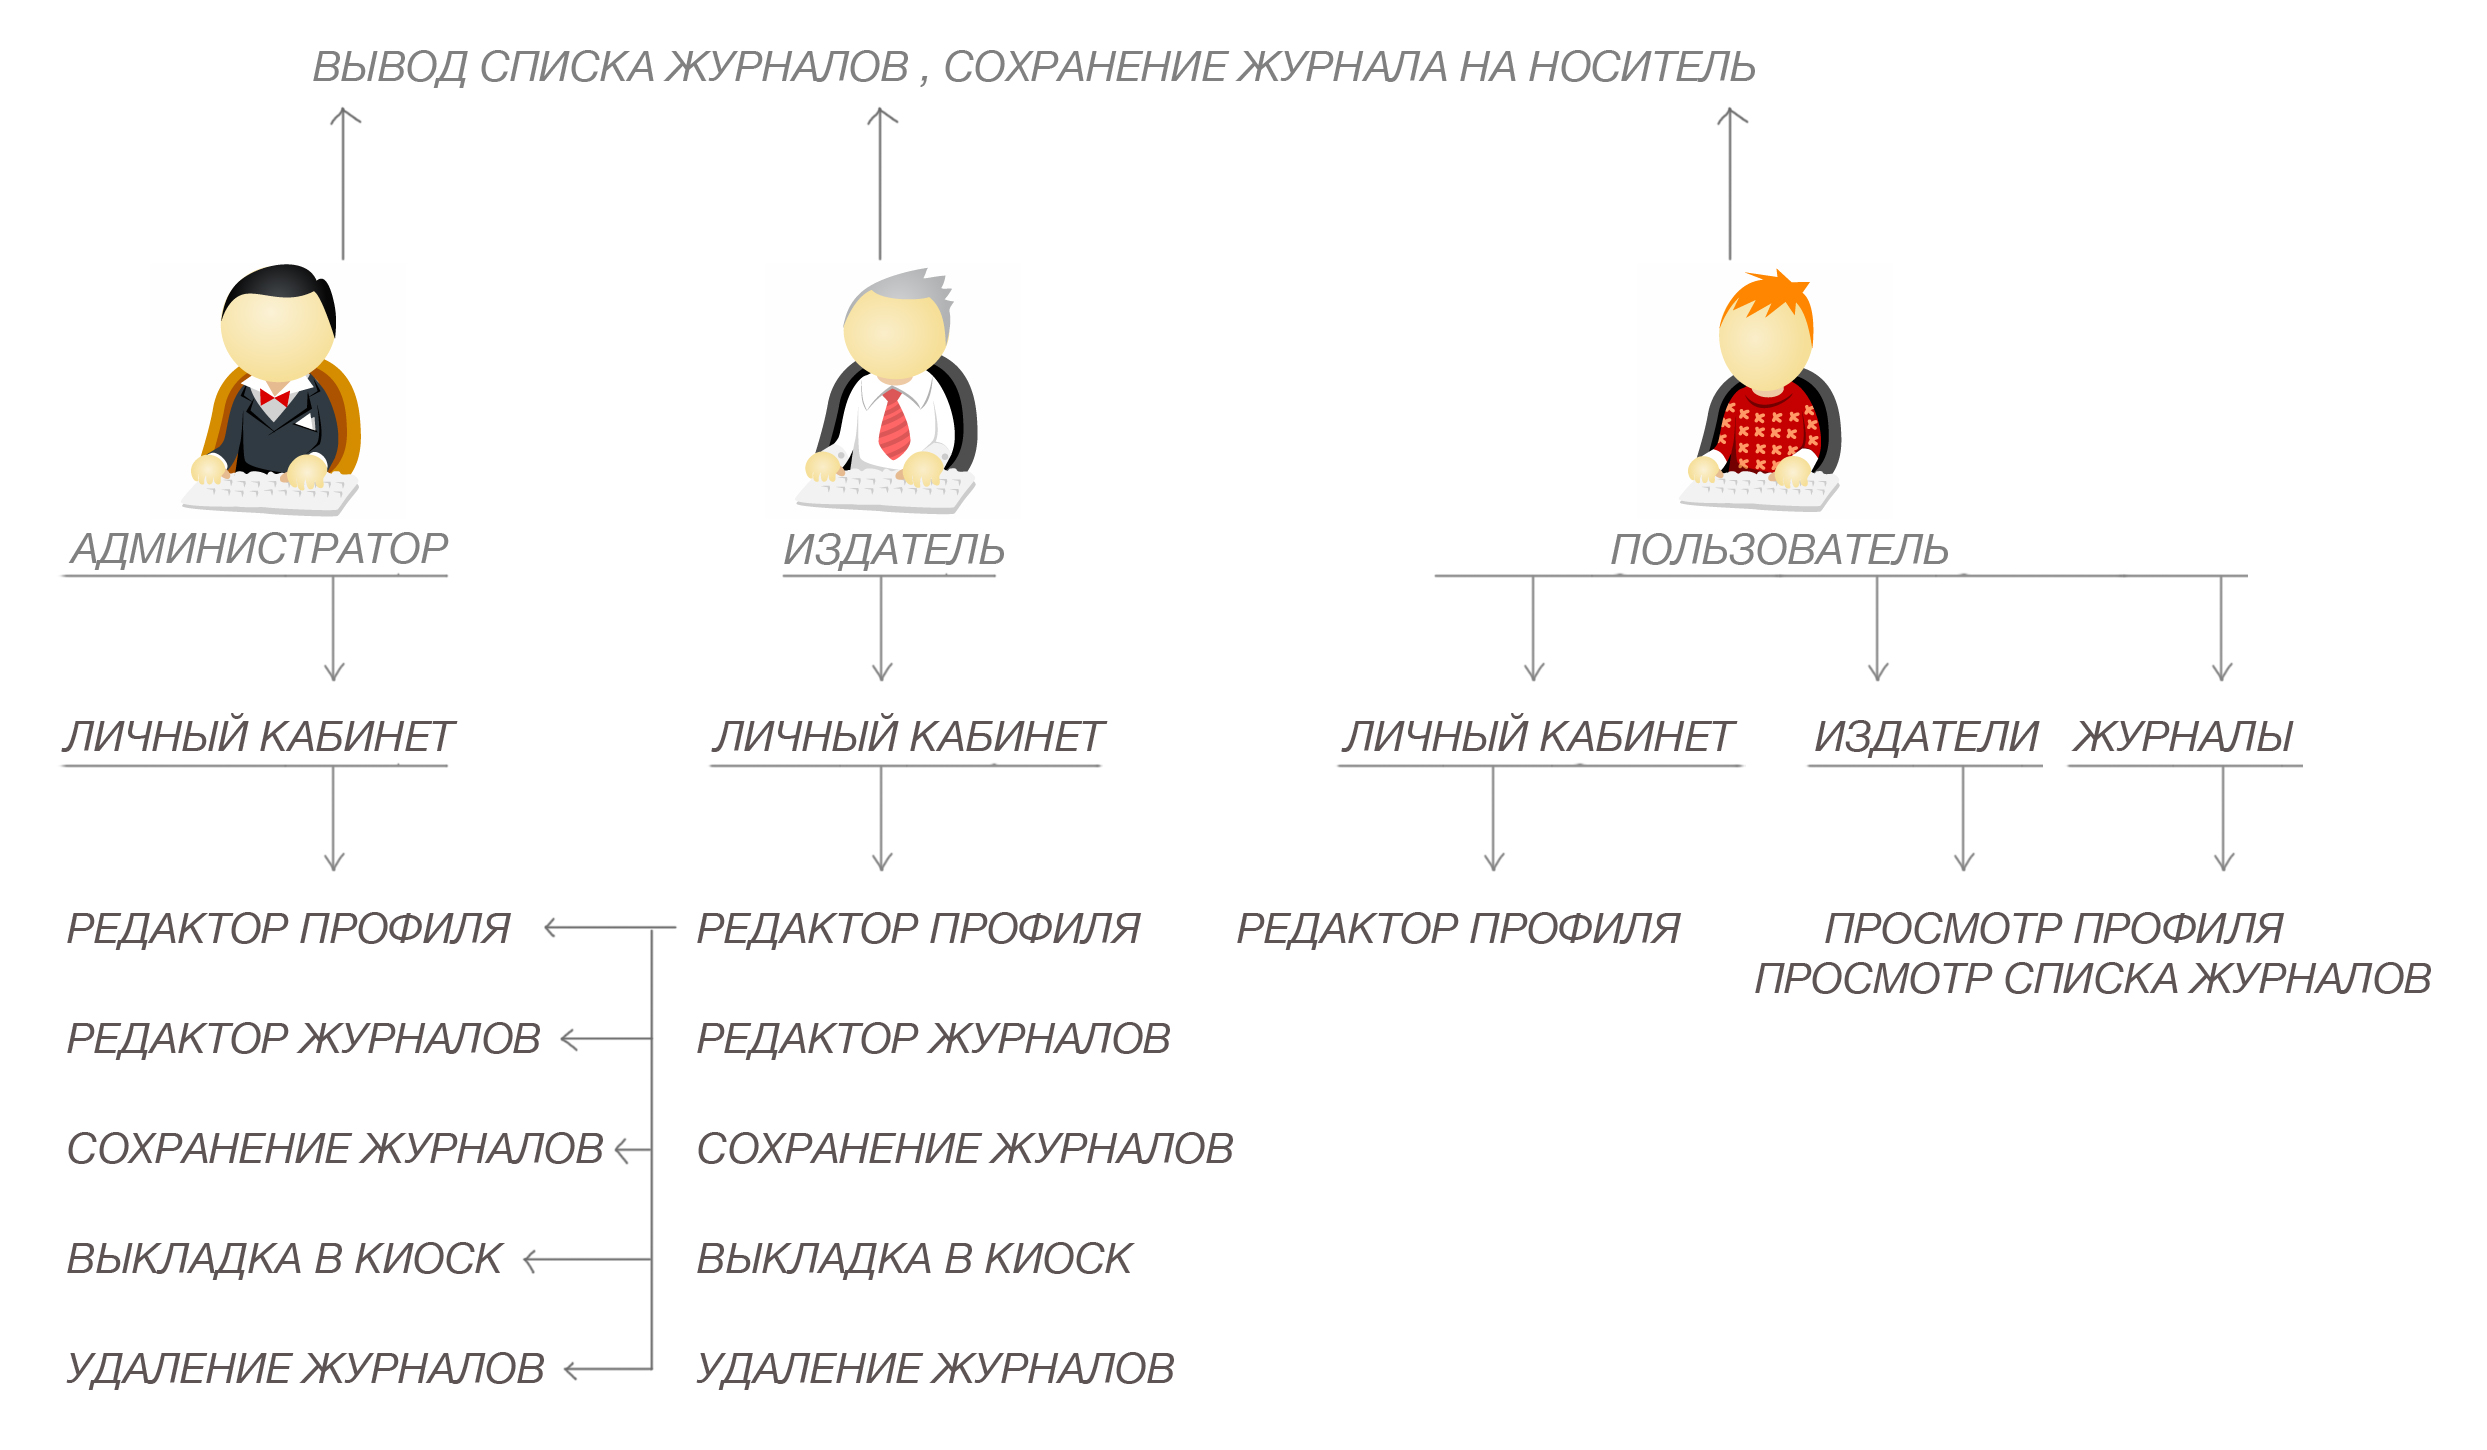 ВЫВОД СПИСКА ЖУРНАЛОВ , СОХРАНЕНИЕ ЖУРНАЛА НА НОСИТЕЛЬ
АДМИНИСТРАТОР
ИЗДАТЕЛЬ
ПОЛЬЗОВАТЕЛЬ
ЛИЧНЫЙ КАБИНЕТ
ЛИЧНЫЙ КАБИНЕТ
ЛИЧНЫЙ КАБИНЕТ
ИЗДАТЕЛИ
ЖУРНАЛЫ
РЕДАКТОР ПРОФИЛЯ
РЕДАКТОР ПРОФИЛЯ
РЕДАКТОР ПРОФИЛЯ
ПРОСМОТР ПРОФИЛЯ
ПРОСМОТР СПИСКА ЖУРНАЛОВ
РЕДАКТОР ЖУРНАЛОВ
РЕДАКТОР ЖУРНАЛОВ
СОХРАНЕНИЕ ЖУРНАЛОВ
СОХРАНЕНИЕ ЖУРНАЛОВ
ВЫКЛАДКА В КИОСК
ВЫКЛАДКА В КИОСК
УДАЛЕНИЕ ЖУРНАЛОВ
УДАЛЕНИЕ ЖУРНАЛОВ